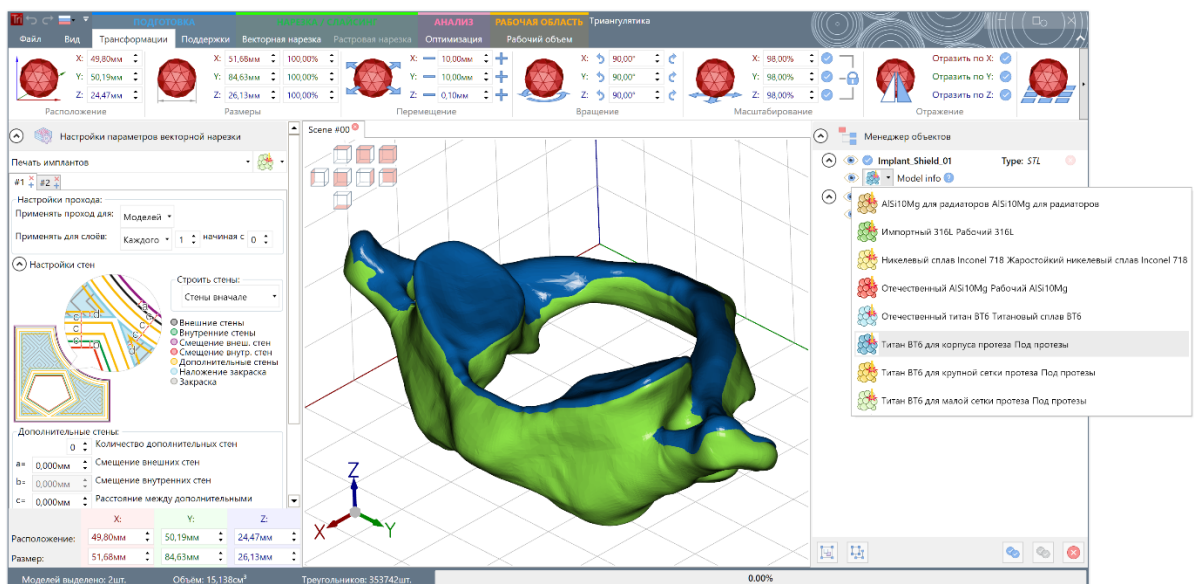 Tri ПОДГОТОВКА АНАЛИЗ РАБОЧАЯ ОБЛАСТЬ Триангулятика
Файл Вид Трансформации Поддержки Векторная нарезка Растровая нарезка Оптимизация Рабочий объем
X: 49,80мм X: 51,68мм 100,00% X: 10,00мм X: 90,00° X: 98,00% Отразить по X:
Y: 50,19мм Y: 84,63мм 100,00% Y: 10,00мм Y: 90,00° Y: 98,00% Отразить по Y:
Z: 24,47мм Z: 26,13мм 100,00% Z: 0,10мм Z: 90,00° Z: 98,00% Отразить по Z:
Расположение Размеры Перемещение Вращение Масштабирование Отражение
Настройки параметров векторной нарезки
Печать имплантов
#1 #2
Настройки прохода:
Применять проход для: Моделей
Применять для слоёв: Каждого 1 начиная с 0
Настройки стен
Строить стены:
Стены вначале
Внешние стены
Внутренние стены
Смещение внеш. стен
Смещение внутр. стен
Дополнительные стены
Наложение закраска
Закраска
Дополнительные стены:
0 Количество дополнительных стен
a= 0,000мм Смещение внешних стен
b= 0,000мм Смещение внутренних стен
c= 0,000мм Расстояние между дополнительными
X: Y: Z:
Расположение: 49,80мм 50,19мм 24,47мм
Размер: 51,68мм 84,63мм 26,13мм
Scene #00
Z
X
Y
Менеджер объектов
Implant_Shield_01 Type: STL
Model info
AlSi10Mg для радиаторов AlSi10Mg для радиаторов
Импортный 316L Рабочий 316L
Никелевый сплав Inconel 718 Жаростойкий никелевый сплав Inconel 718
Отечественный AlSi10Mg Рабочий AlSi10Mg
Отечественный титан ВТ6 Титановый сплав ВТ6
Титан ВТ6 для корпуса протеза Под протезы
Титан ВТ6 для крупной сетки протеза Под протезы
Титан ВТ6 для малой сетки протеза Под протезы
Моделей выделено: 2шт. Объём: 15,138см³ Треугольников: 353742шт. 0.00%